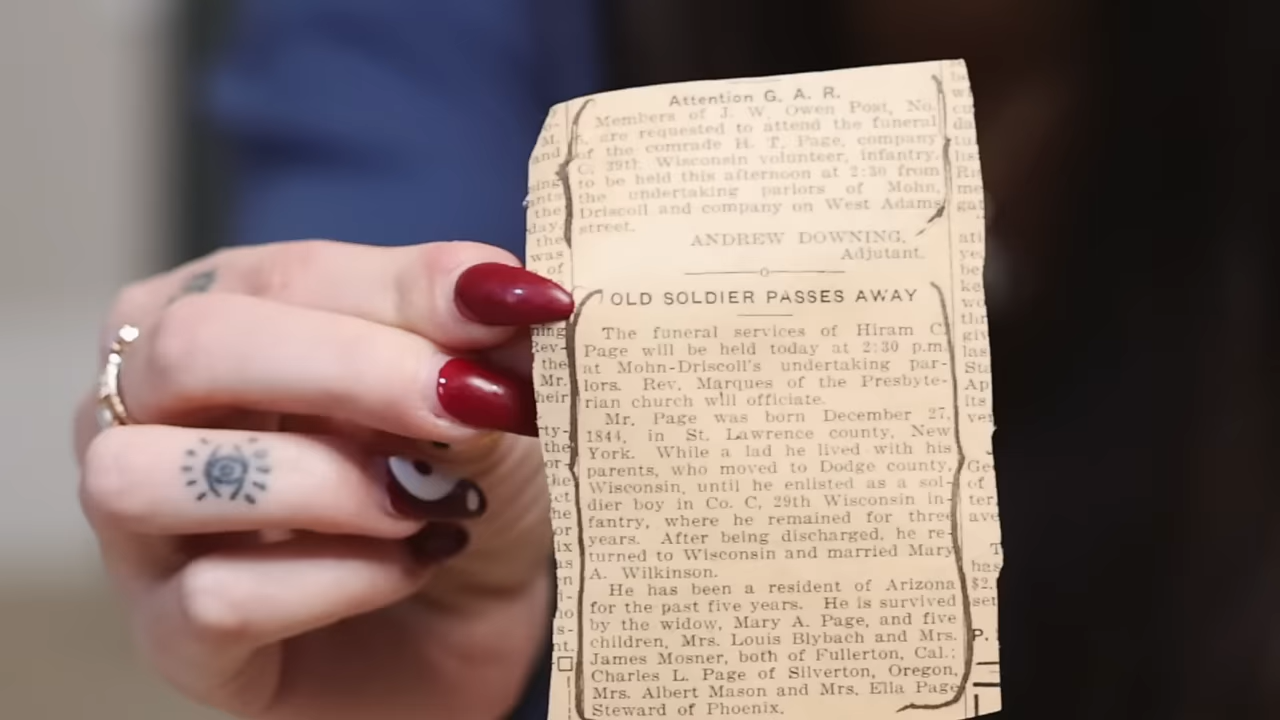 Attention G. A. R.
Members of J. W. Owen Post, No.
5, are requested to attend the funeral
of the comrade H. T. Page, company
C, 29th Wisconsin volunteer, infantry,
to be held this afternoon at 2:30 from
the undertaking parlors of Mohn,
Driscoll and company on West Adams
street.
ANDREW DOWNING,
Adjutant.
OLD SOLDIER PASSES AWAY
The funeral services of Hiram C.
Page will be held today at 2:30 p.m.
at Mohn-Driscoll's undertaking par-
lors. Rev. Marques of the Presbyte-
rian church will officiate.
Mr. Page was born December 27,
1844, in St. Lawrence county, New
York. While a lad he lived with his
parents, who moved to Dodge county,
Wisconsin, until he enlisted as a sol-
dier boy in Co. C, 29th Wisconsin in-
fantry, where he remained for three
years. After being discharged, he re-
turned to Wisconsin and married Mary
A. Wilkinson.
He has been a resident of Arizona
for the past five years. He is survived
by the widow, Mary A. Page, and five
children, Mrs. Louis Blybach and Mrs.
James Mosner, both of Fullerton, Cal.;
Charles L. Page of Silverton, Oregon,
Mrs. Albert Mason and Mrs. Ella Page
Steward of Phoenix.